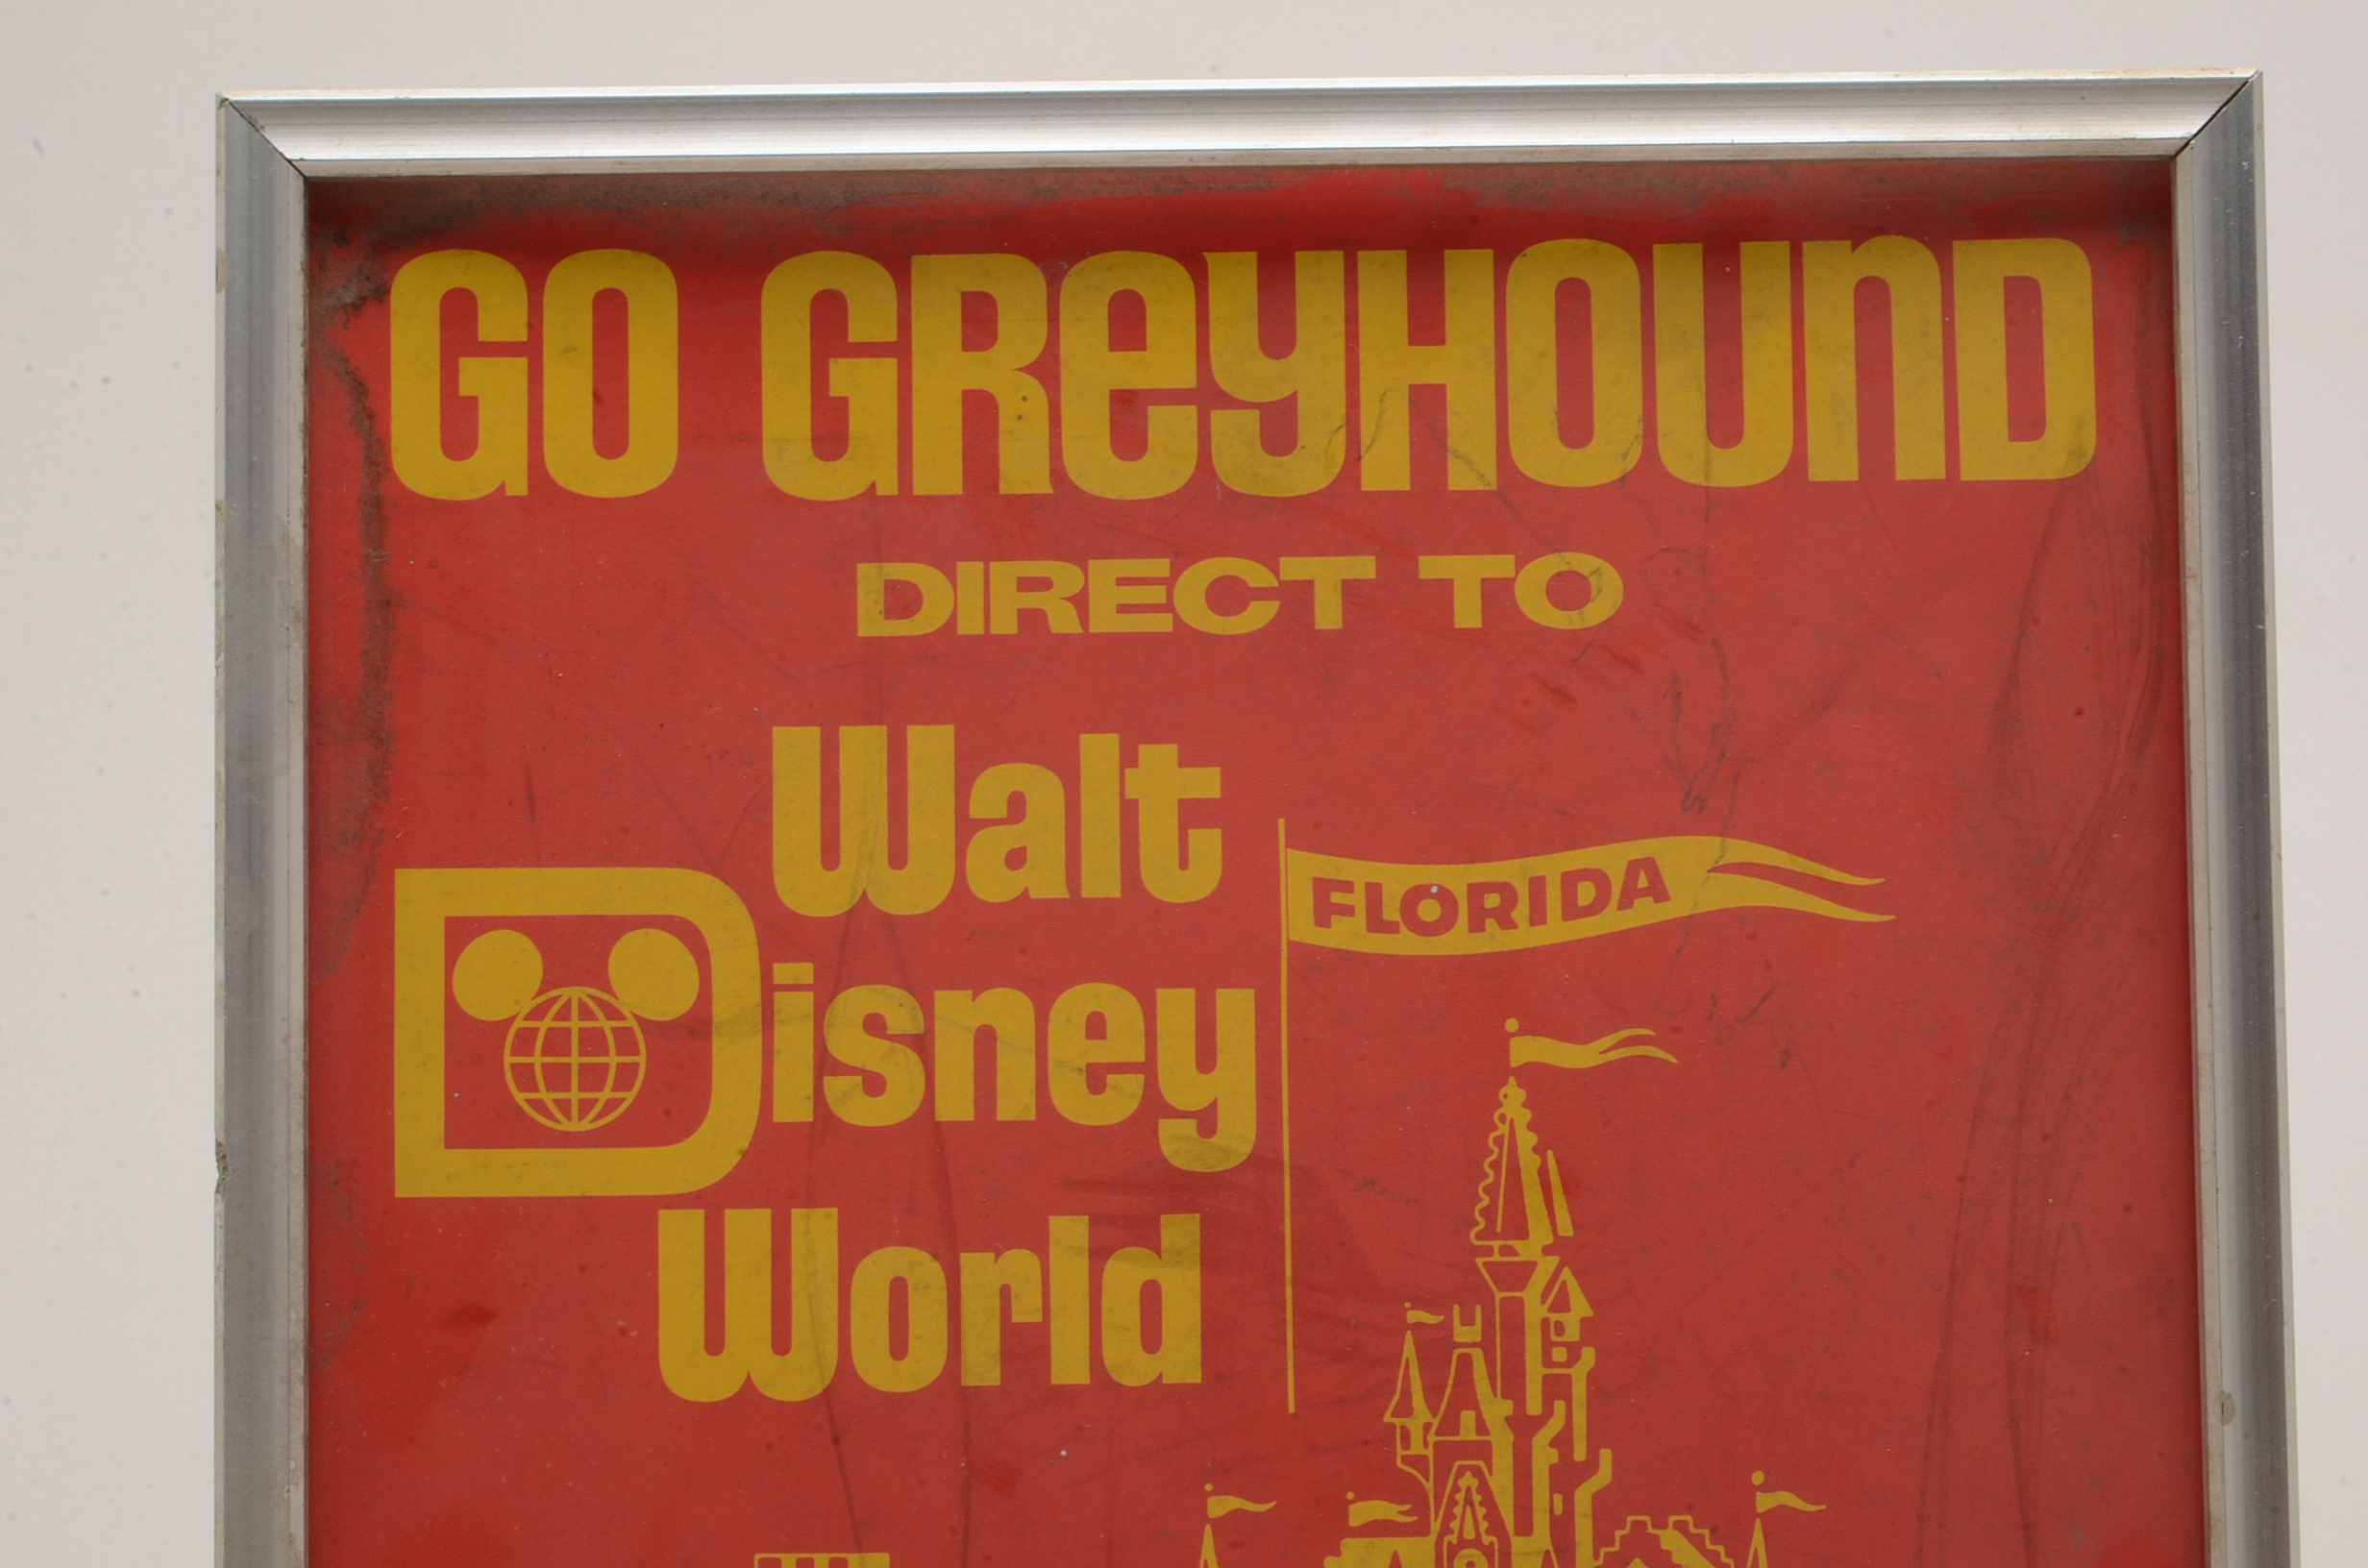 GO GREYHOUND
DIRECT TO
Walt
Disney
World
FLORIDA